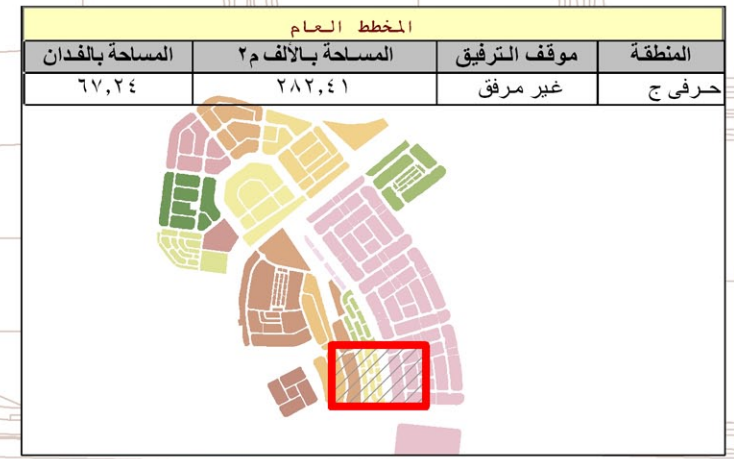 المخطط العام
المنطقة موقف الترفيق المساحة بالألف م٢ المساحة بالفدان
حرفى ج غير مرفق ٢٨٢,٤١ ٦٧,٢٤